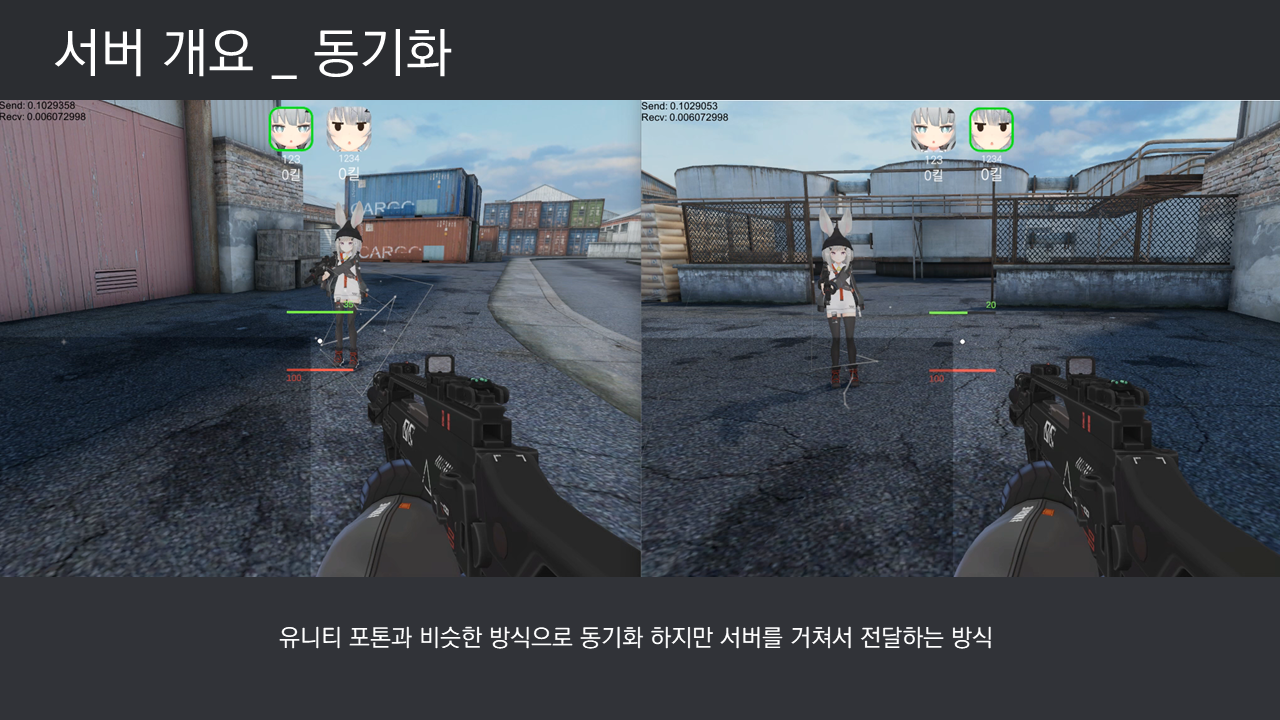 서버 개요 _ 동기화
Send: 0.1029358
Recv: 0.006072998
123
0킬
1234
0킬
CARGO
CARGO
35
100
Send: 0.1029053
Recv: 0.006072998
123
0킬
1234
0킬
20
100
유니티 포톤과 비슷한 방식으로 동기화 하지만 서버를 거쳐서 전달하는 방식